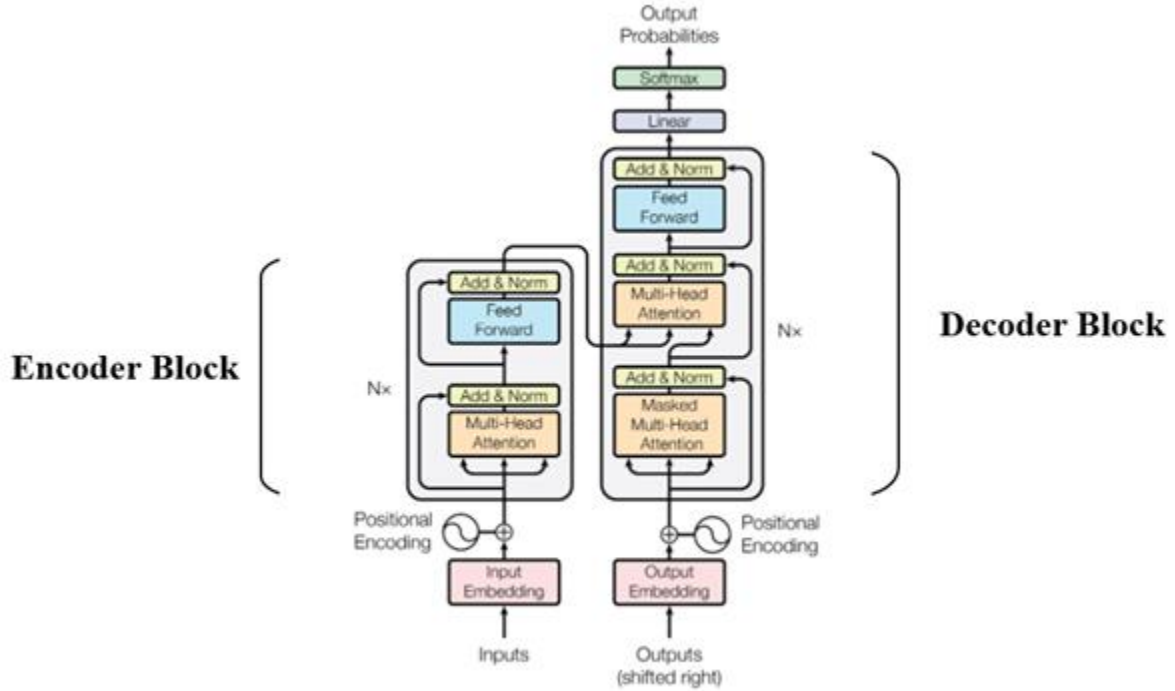 Output
Probabilities
Softmax
Linear
Add & Norm
Feed
Forward
Add & Norm
Multi-Head
Attention
Nx
Decoder Block
Add & Norm
Masked
Multi-Head
Attention
Add & Norm
Feed
Forward
Encoder Block
Nx
Add & Norm
Multi-Head
Attention
Positional
Encoding
Positional
Encoding
Input
Embedding
Output
Embedding
Inputs
Outputs
(shifted right)